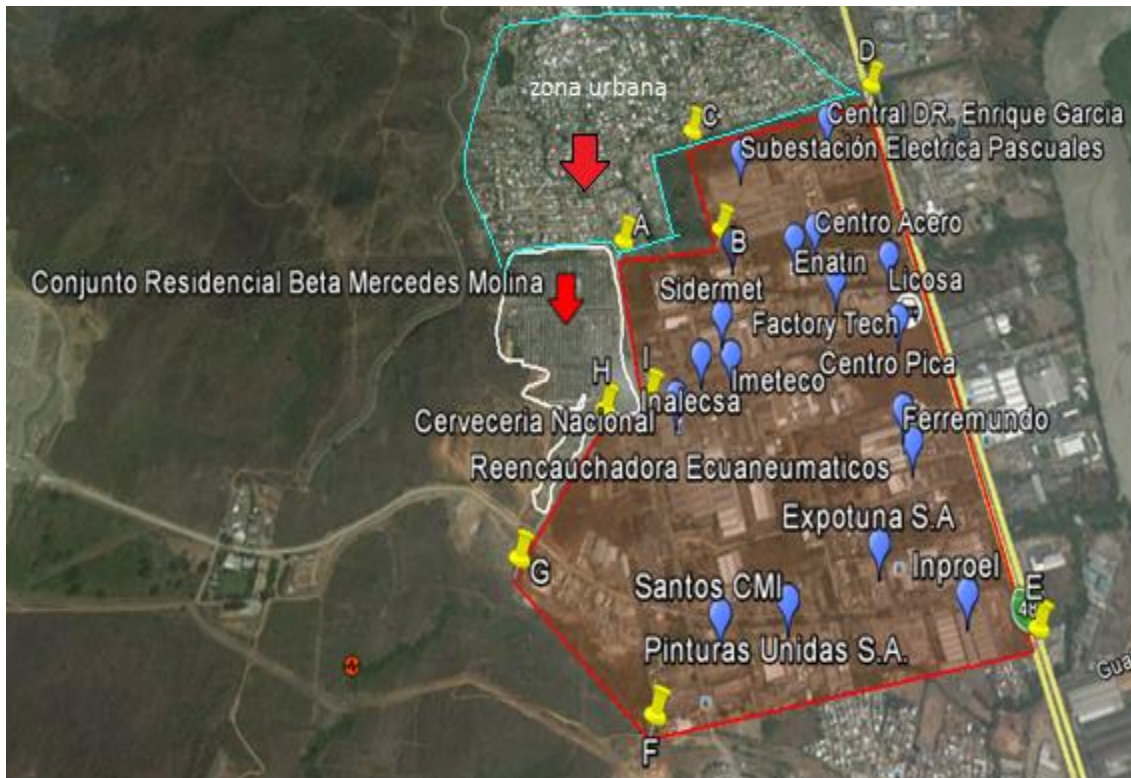 D
zona urbana
C
Central DR. Enrique Garcia
Subestación Electrica Pascuales
A
B
Centro Acero
Enatin
Conjunto Residencial Beta Mercedes Molina
Licosa
Sidermet
Factory Tech
Centro Pica
H
I
Imeteco
Inalecsa
Cerveceria Nacional
Ferremundo
Reencauchadora Ecuaneumaticos
Expotuna S.A
G
Inproel
Santos CMI
E
48
Pinturas Unidas S.A.
F